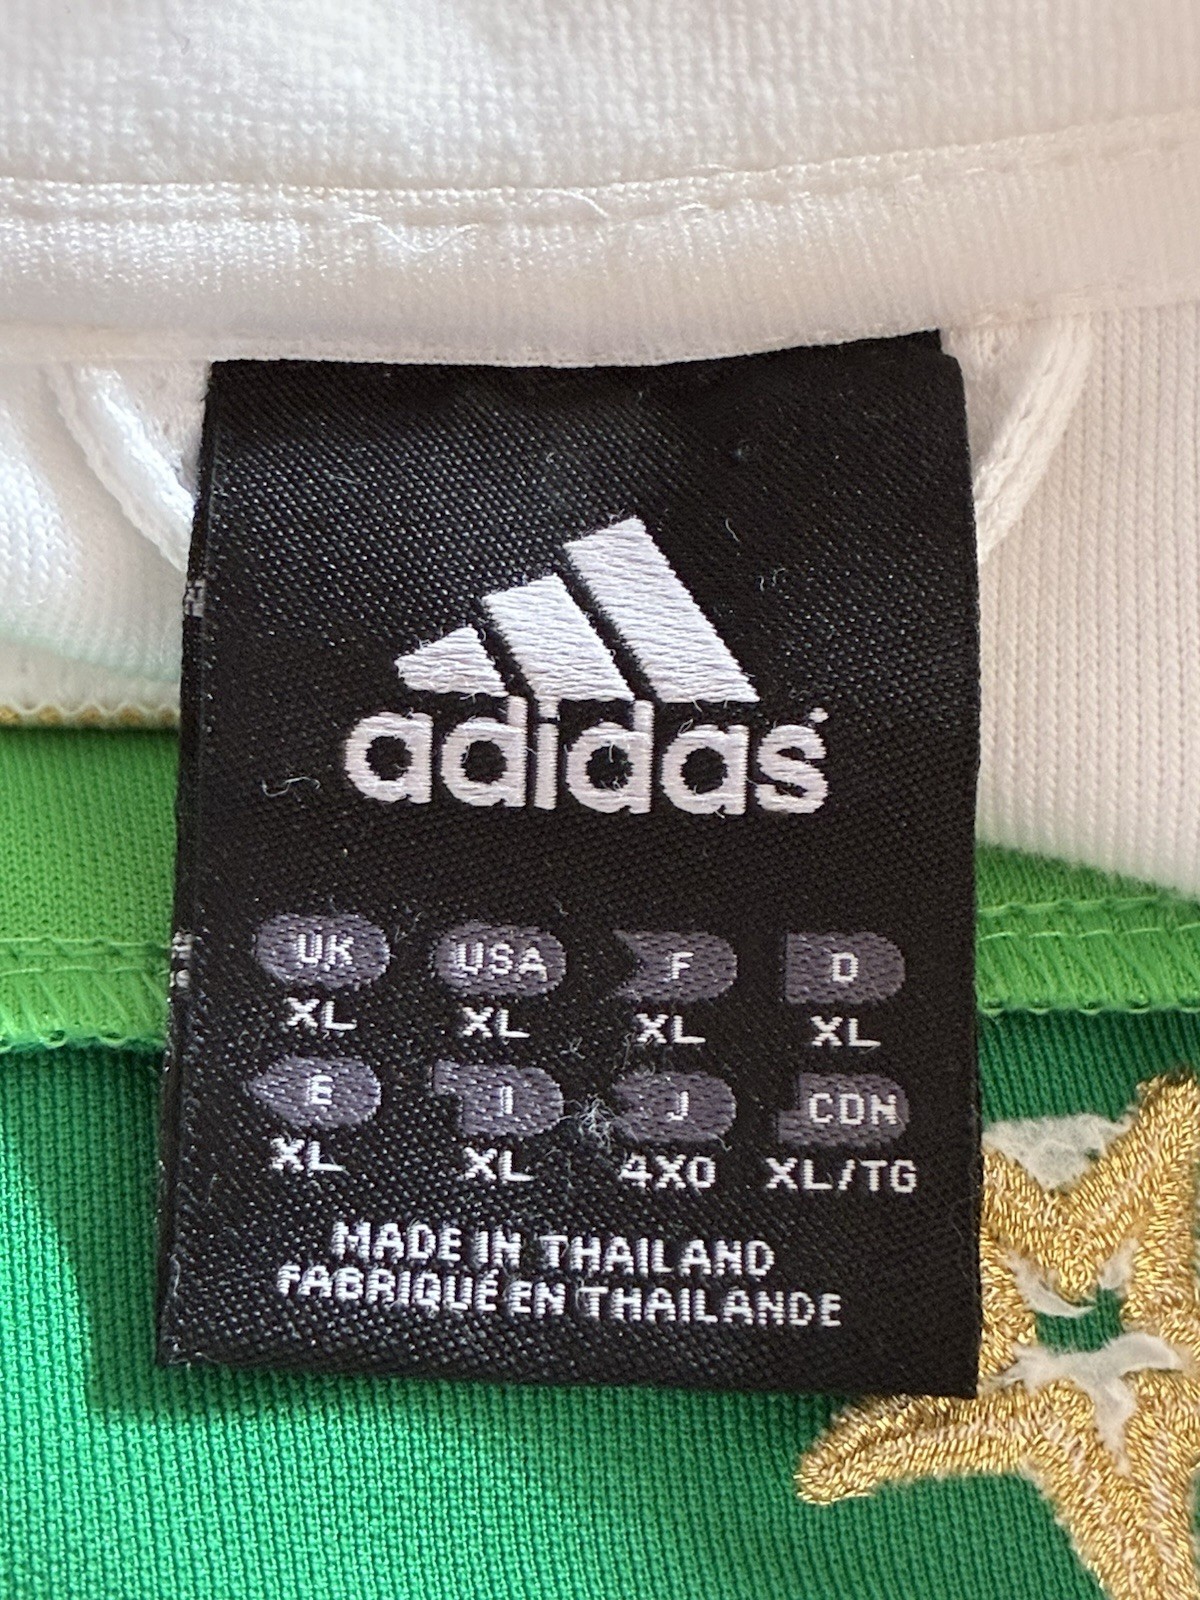 adidas
UK USA F D
XL XL XL XL
E I J CDN
XL XL 4XO XL/TG
MADE IN THAILAND
FABRIQUÉ EN THAILANDE